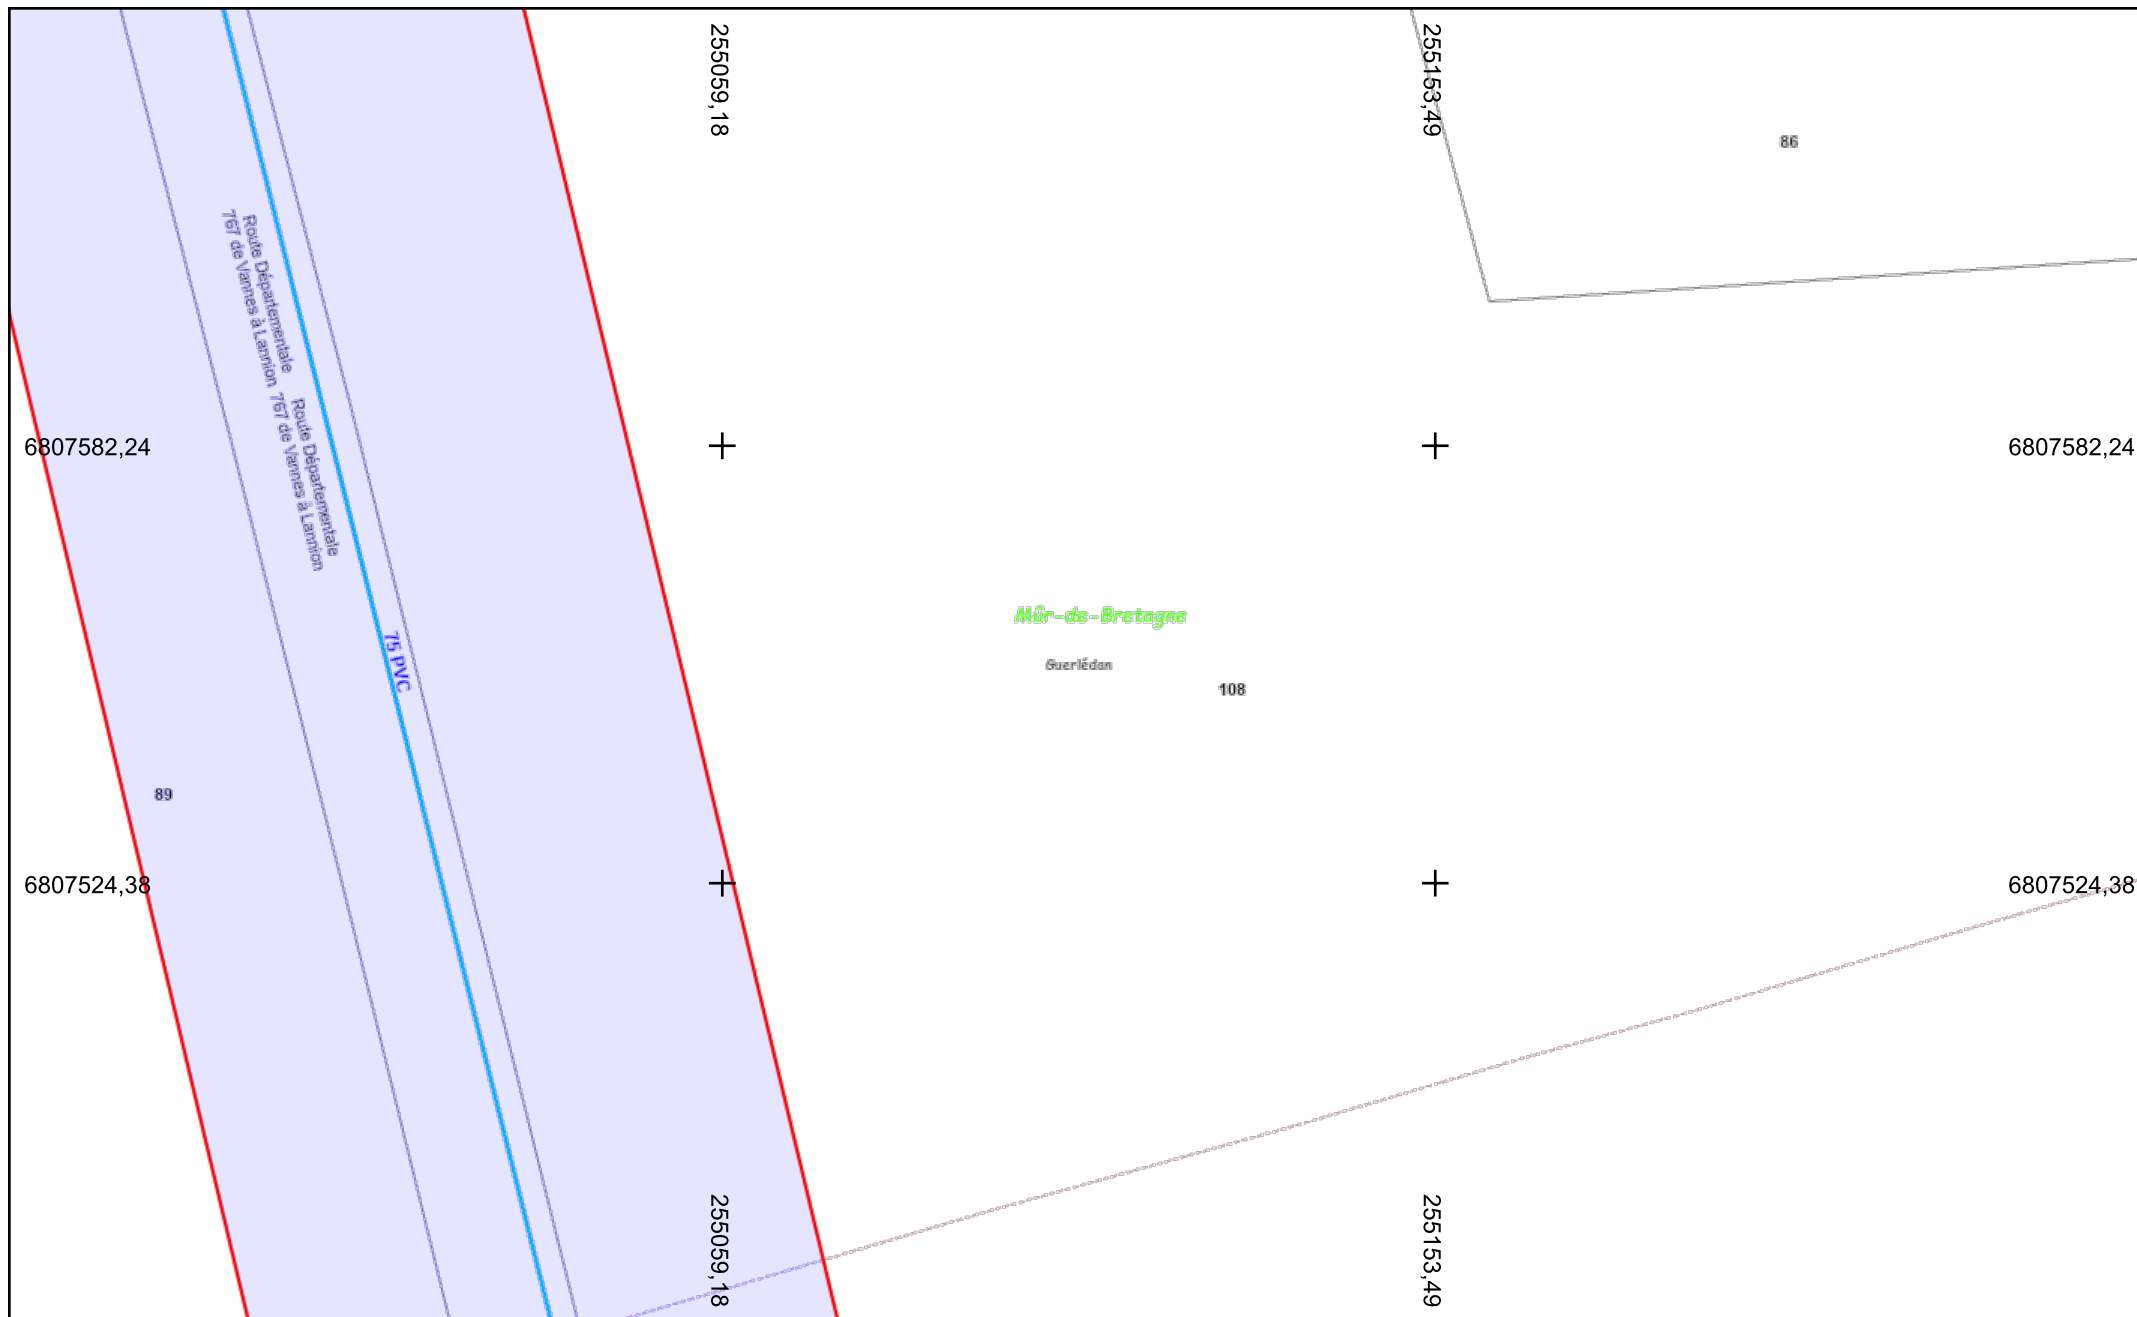 255059,18
255153,49
86
Route Départementale
767 de Vannes à Lannion
Route Départementale
767 de Vannes à Lannion
6807582,24
6807582,24
Mûr-de-Bretagne
75 PVC
Guerlédan
108
89
6807524,38
6807524,38
255059,18
255153,49